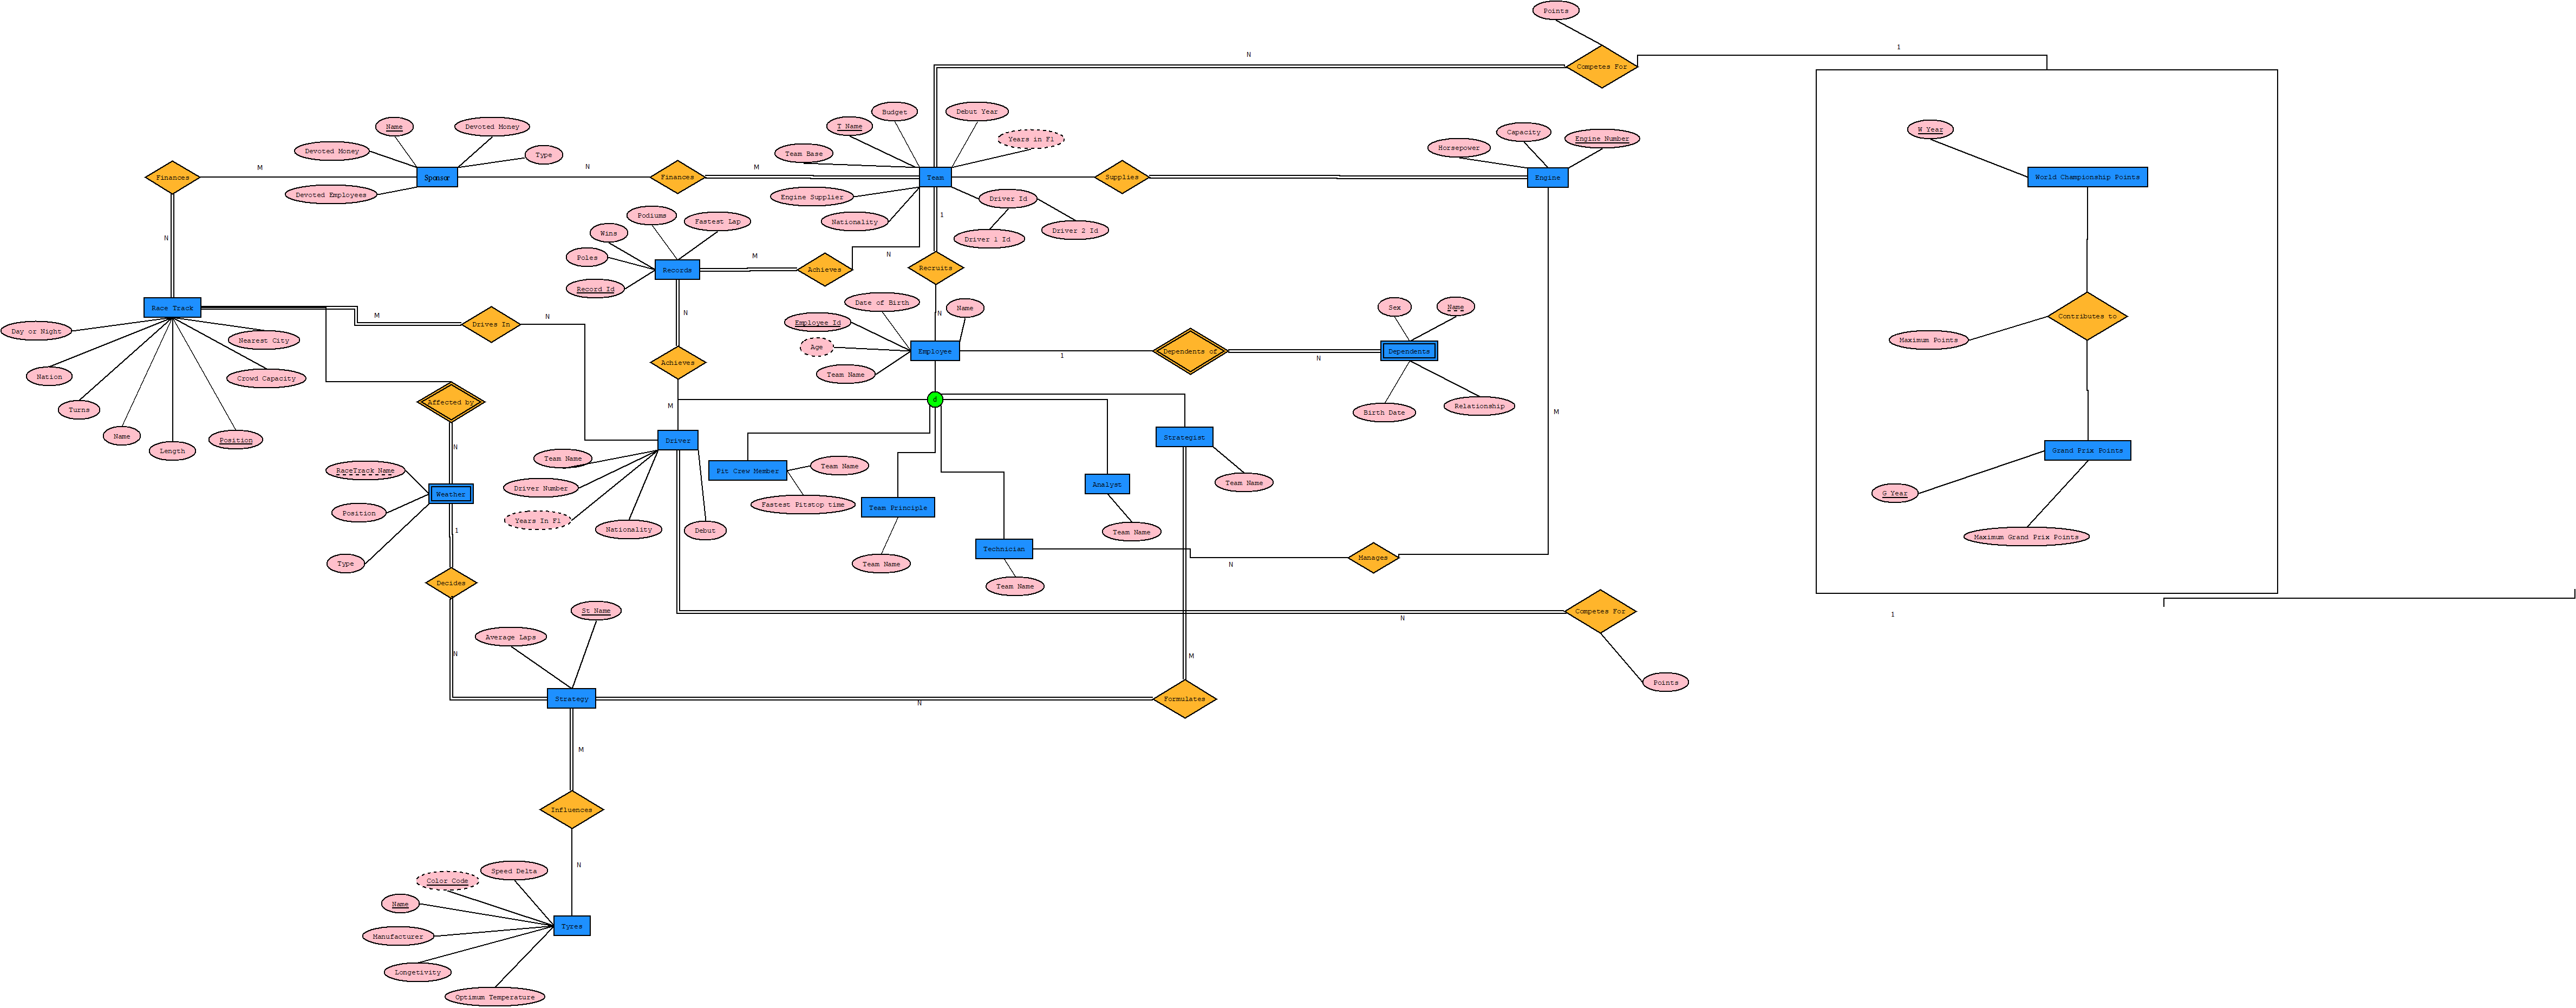 Points
N
1
Competes For
Name
Devoted Money
Devoted Money
Type
Devoted Employees
Sponsor
M
Finances
N
N
Finances
M
Budget
Debut Year
T Name
Years in F1
Team Base
Team
Engine Supplier
Nationality
Driver Id
Driver 1 Id
Driver 2 Id
Supplies
Horsepower
Capacity
Engine Number
Engine
W Year
World Championship Points
Podiums
Fastest Lap
Wins
Poles
Records
Record Id
M
Achieves
N
1
Recruits
N
Race Track
Day or Night
Nearest City
Nation
Crowd Capacity
Turns
Name
Length
Position
M
Drives In
N
N
Achieves
M
Date of Birth
Name
Employee Id
Age
Team Name
Employee
1
Dependents of
N
Sex
Name
Dependents
Birth Date
Relationship
Contributes to
Maximum Points
Affected by
N
d
M
Driver
Team Name
Driver Number
Years In F1
Nationality
Debut
Pit Crew Member
Team Name
Fastest Pitstop time
Team Principle
Team Name
Strategist
Team Name
Analyst
Team Name
Technician
Team Name
N
Manages
Grand Prix Points
G Year
Maximum Grand Prix Points
RaceTrack Name
Weather
Position
Type
1
Decides
N
St Name
Average Laps
Strategy
N
M
Formulates
N
Competes For
Points
1
M
Influences
N
Speed Delta
Color Code
Name
Manufacturer
Tyres
Longetivity
Optimum Temperature